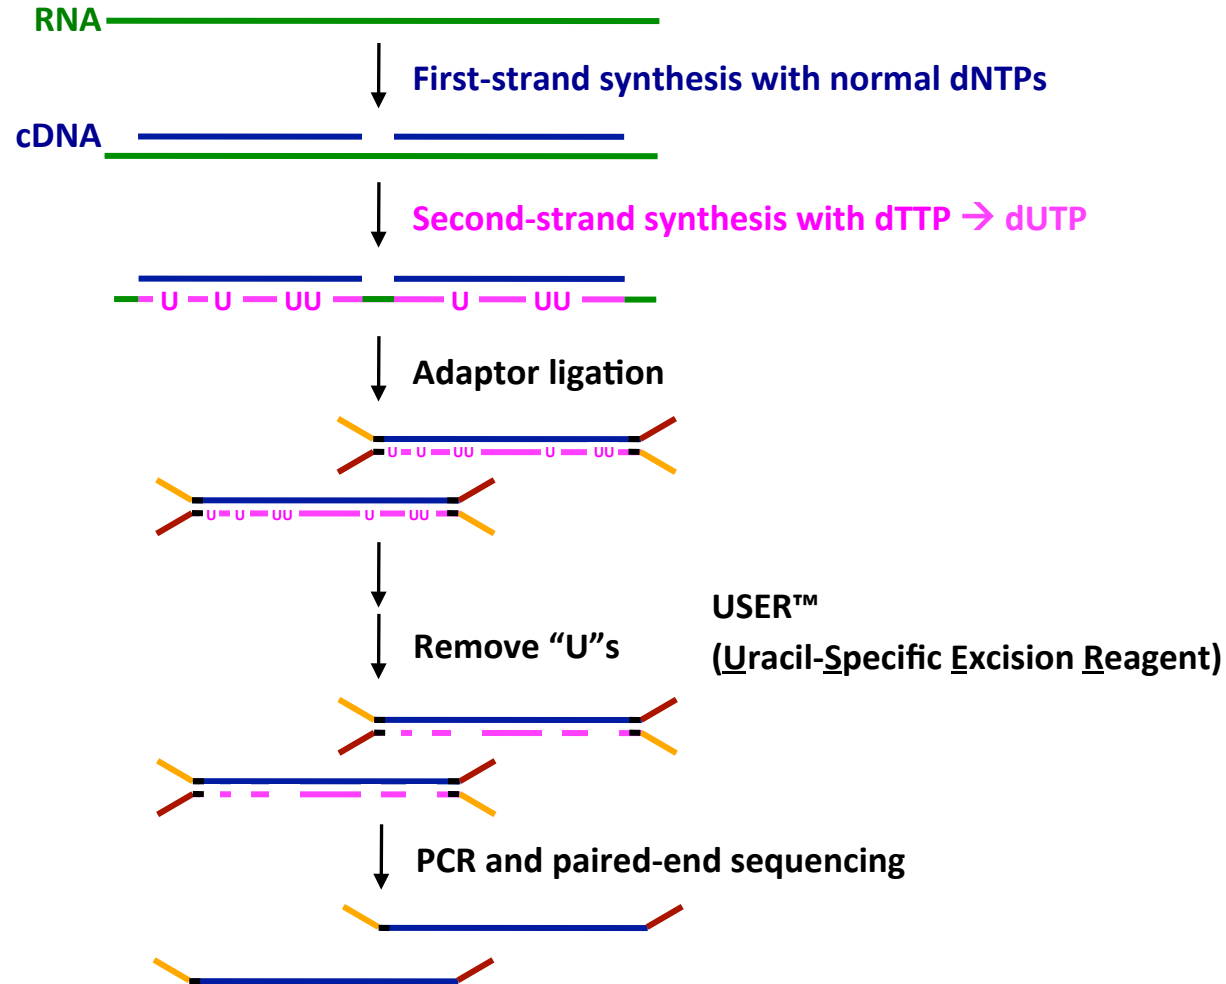 RNA
First-strand synthesis with normal dNTPs
cDNA
Second-strand synthesis with dTTP → dUTP
U U UU U UU
Adaptor ligation
U U UU U UU
U U UU U UU
USER™
Remove “U”s
(Uracil-Specific Excision Reagent)
PCR and paired-end sequencing